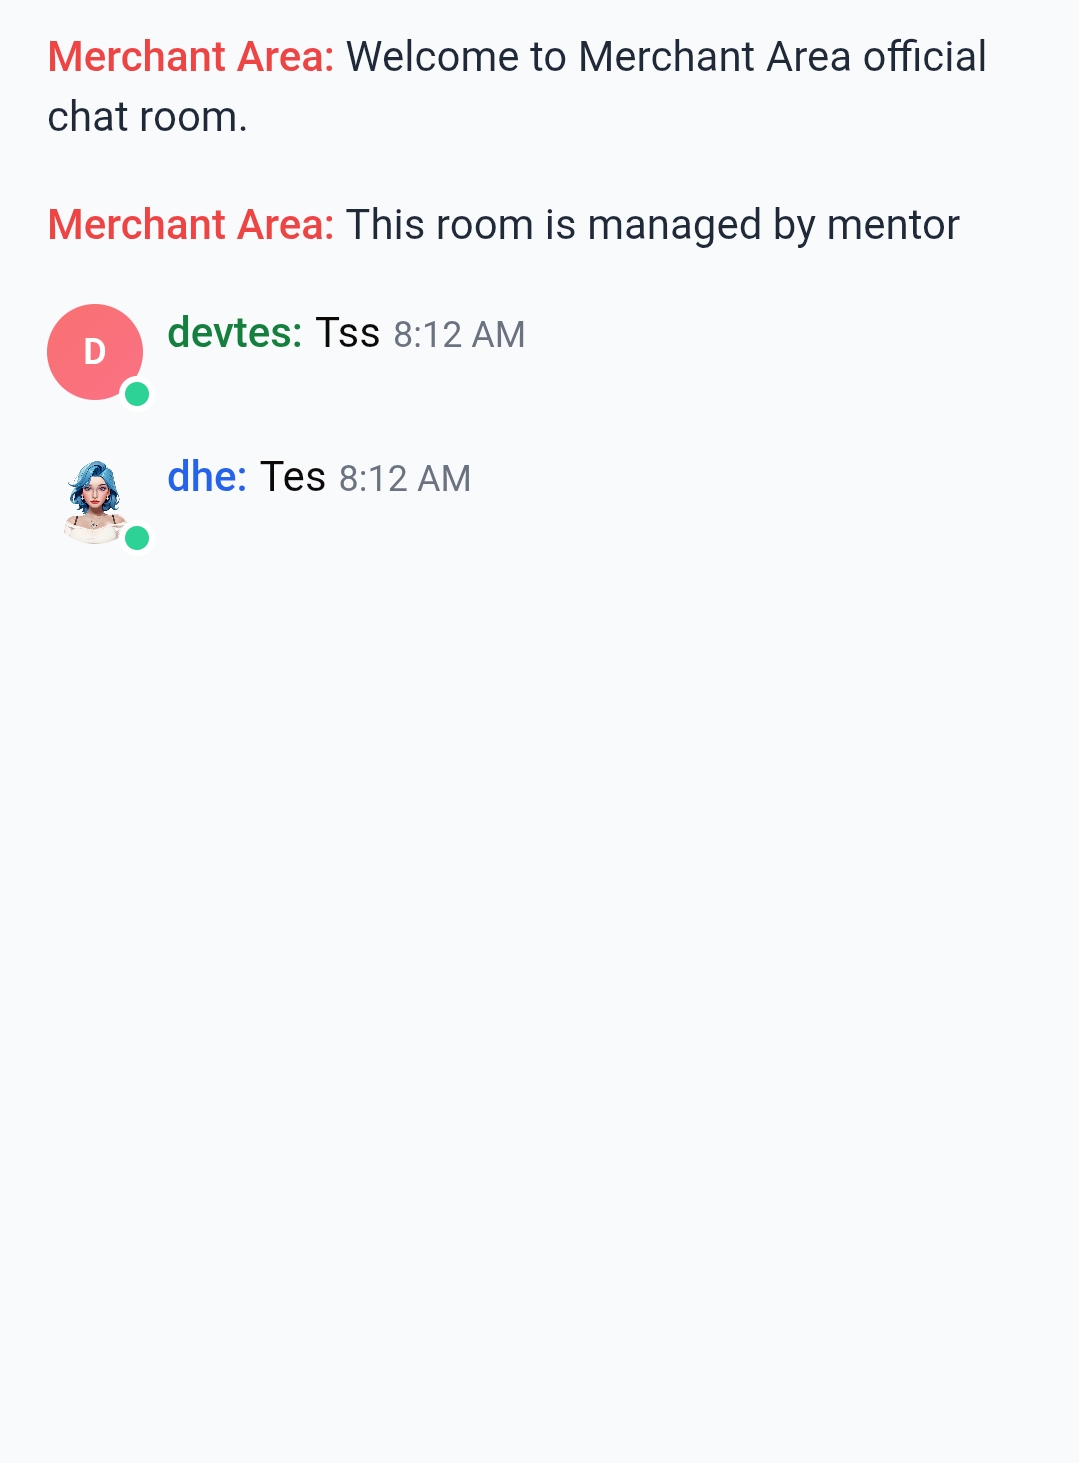 Merchant Area: Welcome to Merchant Area official
chat room.
Merchant Area: This room is managed by mentor
D
devtes: Tss 8:12 AM
dhe: Tes 8:12 AM